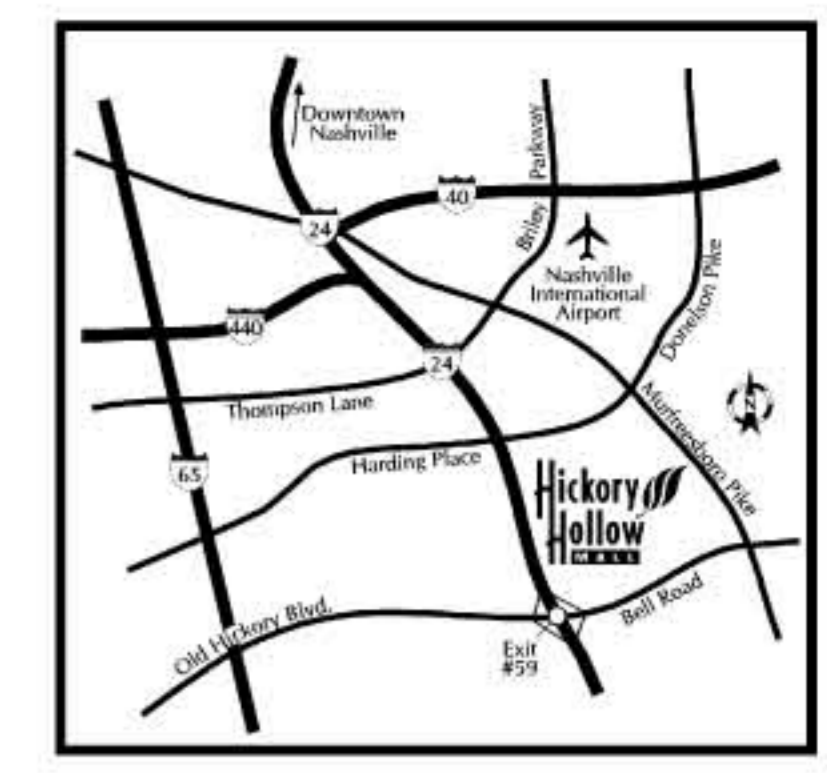 Downtown
Nashville
Briley Parkway
40
24
Nashville
International
Airport
Donelson Pike
440
24
Thompson Lane
Murfreesboro Pike
N
Harding Place
65
Hickory
Hollow
MALL
Old Hickory Blvd.
Bell Road
Exit
#59